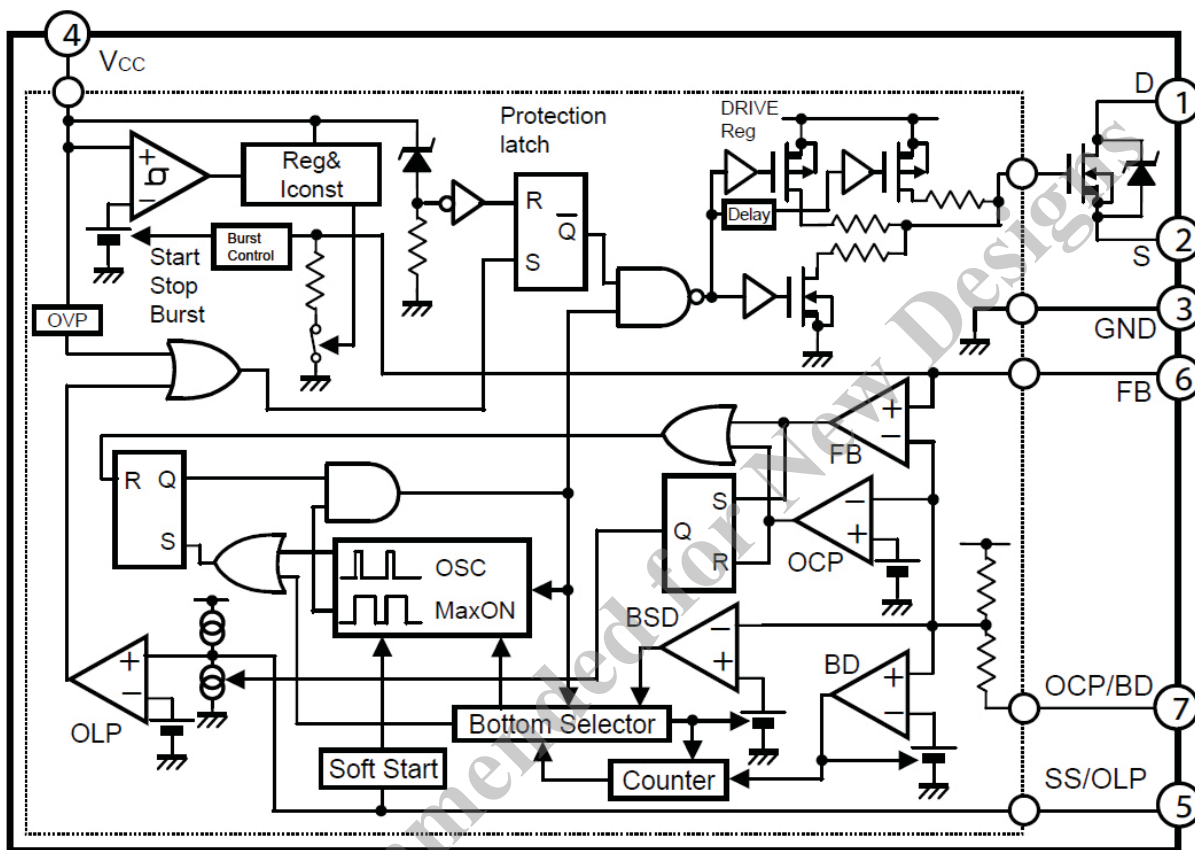 4
VCC
D
1
Protection
latch
DRIVE
Reg
+
−
Reg&
Iconst
R
Q
S
Delay
Burst
Control
Start
Stop
Burst
2
S
OVP
3
GND
6
FB
+
−
FB
R
Q
S
S
Q
R
−
+
OCP
OSC
MaxON
BSD
−
+
BD
+
−
+
−
OLP
Bottom Selector
OCP/BD
7
Soft Start
Counter
SS/OLP
5
mmended for New Designs